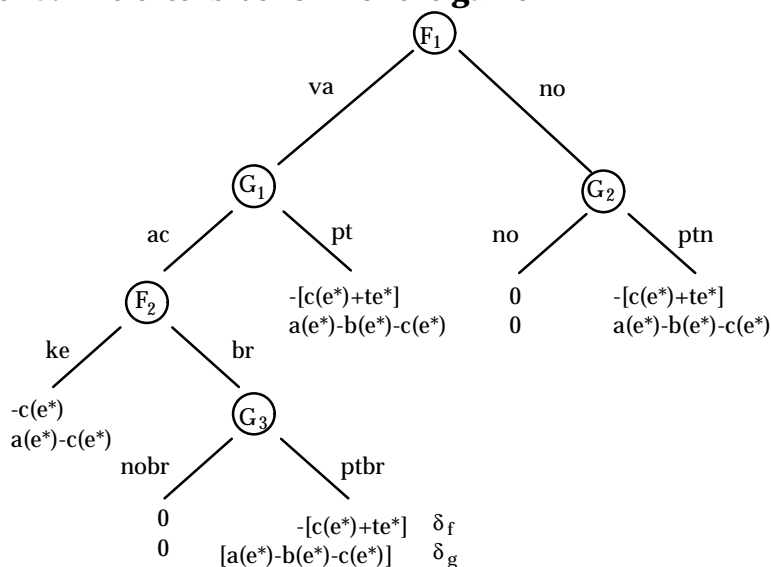 F1
va
no
G1
G2
ac
pt
no
ptn
F2
-[c(e*)+te*]
a(e*)-b(e*)-c(e*)
0
0
-[c(e*)+te*]
a(e*)-b(e*)-c(e*)
ke
br
-c(e*)
a(e*)-c(e*)
G3
nobr
ptbr
0
0
-[c(e*)+te*] δf
[a(e*)-b(e*)-c(e*)] δg